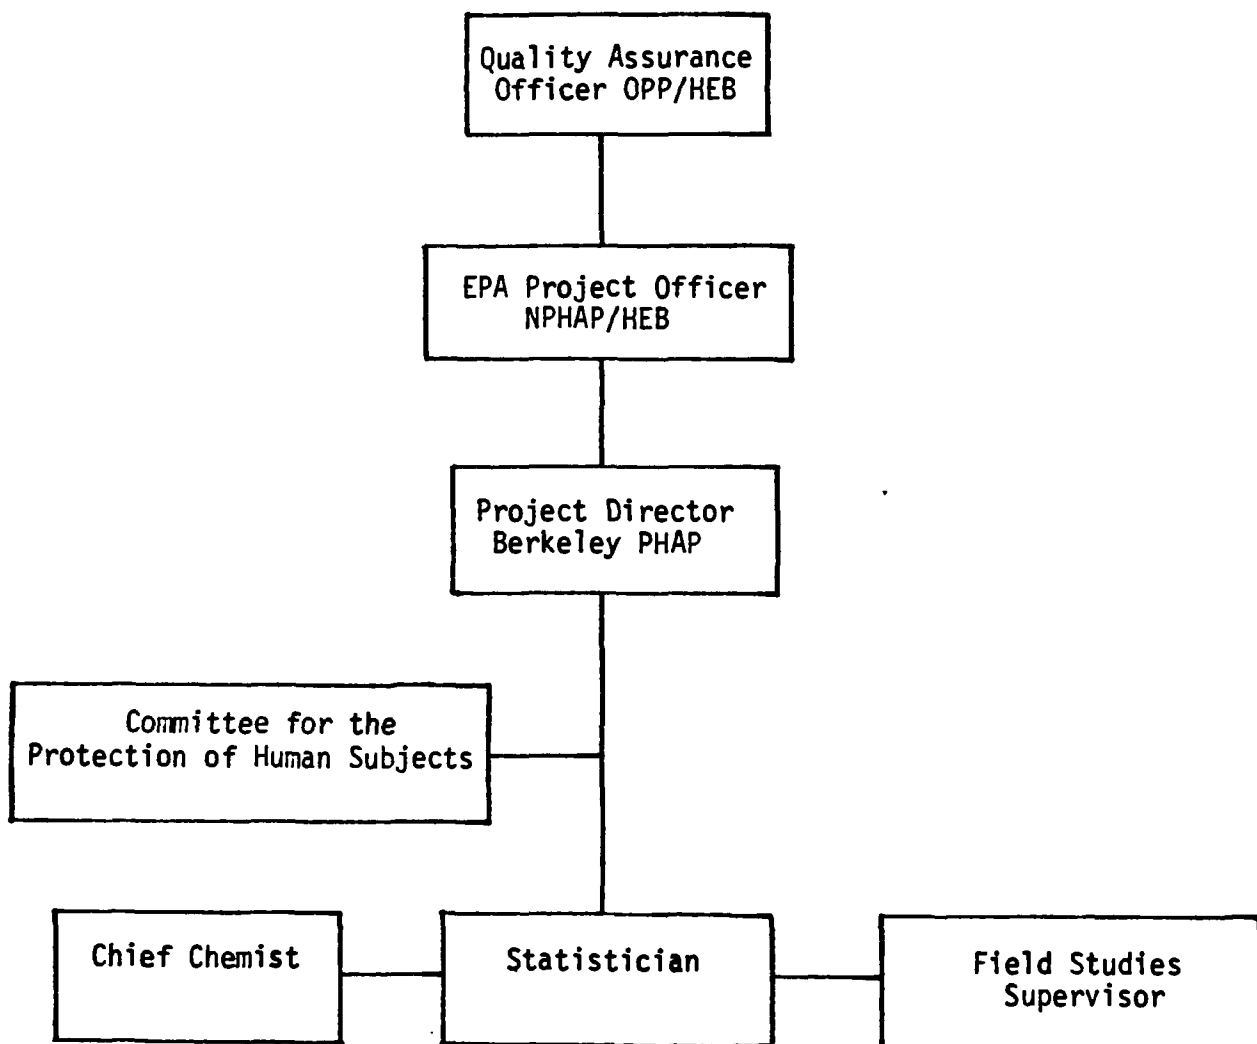 Quality Assurance
Officer OPP/HEB
EPA Project Officer
NPHAP/HEB
Project Director
Berkeley PHAP
Committee for the
Protection of Human Subjects
Chief Chemist
Statistician
Field Studies
Supervisor